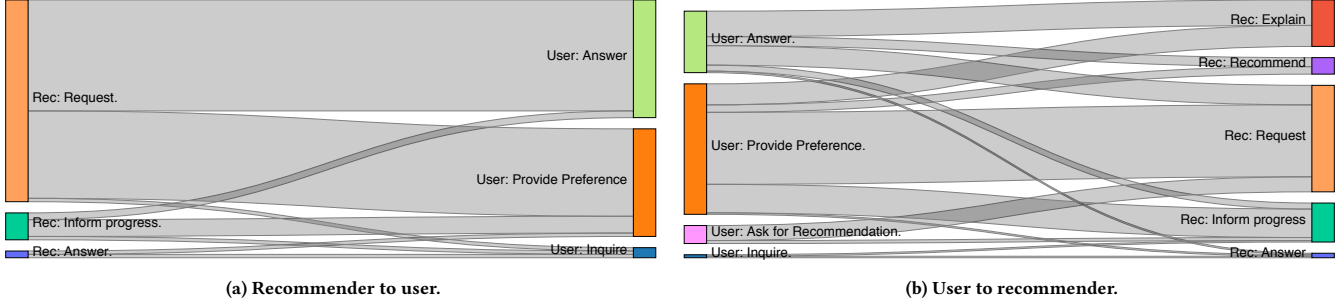 Rec: Request.
Rec: Inform progress.
Rec: Answer.
User: Answer
User: Provide Preference
User: Inquire
(a) Recommender to user.
User: Answer.
User: Provide Preference.
User: Ask for Recommendation.
User: Inquire.
Rec: Explain
Rec: Recommend
Rec: Request
Rec: Inform progress
Rec: Answer
(b) User to recommender.